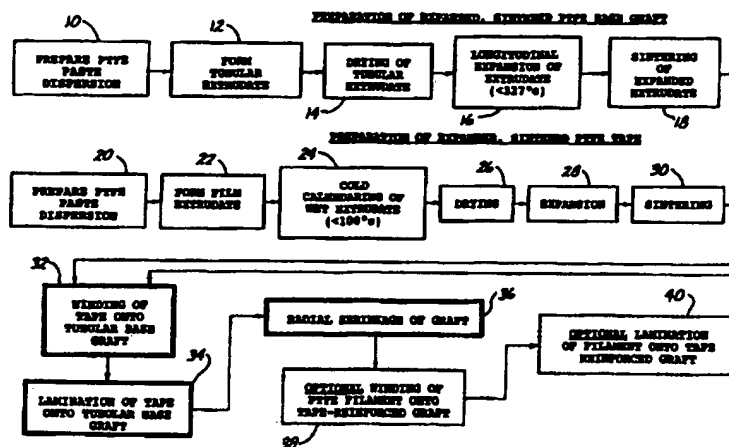 PREPARATION OF EXPANDED, SINTERED PTFE BASE GRAFT
10
12
PREPARE PTFE
PASTE
DISPERSION
FORM
TUBULAR
EXTRUDATE
DRYING OF
TUBULAR
EXTRUDATE
14
LONGITUDINAL
EXPANSION OF
EXTRUDATE
(<327°c)
16
SINTERING
OF
EXPANDED
EXTRUDATE
18
PREPARATION OF EXPANDED, SINTERED PTFE TAPE
20
22
24
26
28
30
PREPARE PTFE
PASTE
DISPERSION
FORM FILM
EXTRUDATE
COLD
CALENDARING OF
WET EXTRUDATE
(<100°c)
DRYING
EXPANSION
SINTERING
32
WINDING OF
TAPE ONTO
TUBULAR BASE
GRAFT
34
LAMINATION OF TAPE
ONTO TUBULAR BASE
GRAFT
36
RADIAL SHRINKAGE OF GRAFT
OPTIONAL WINDING OF
PTFE FILAMENT ONTO
TAPE-REINFORCED GRAFT
40
OPTIONAL LAMINATION
OF FILAMENT ONTO TAPE
REINFORCED GRAFT